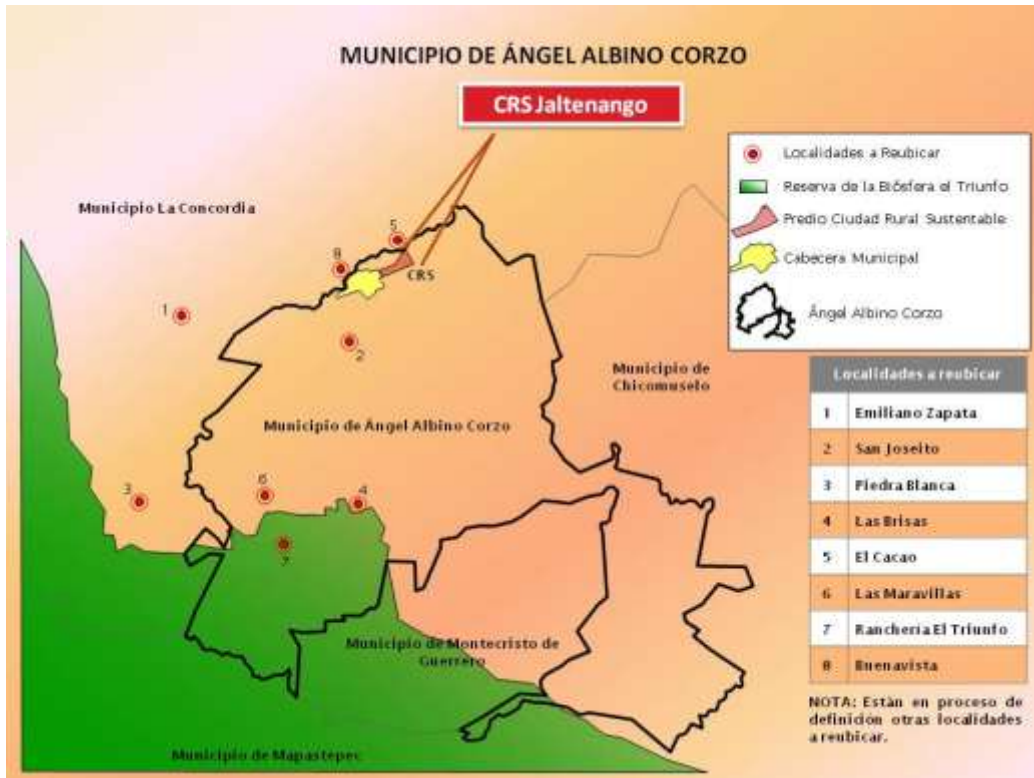 MUNICIPIO DE ÁNGEL ALBINO CORZO
CRS Jaltenango
Localidades a Reubicar
Reserva de la Biósfera el Triunfo
Predio Ciudad Rural Sustentable
Cabecera Municipal
Ángel Albino Corzo
Municipio La Concordia
5
8
CRS
1
2
Municipio de
Chicomuselo
Municipio de Ángel Albino Corzo
3
6
4
7
Municipio de Montecristo de
Guerrero
Municipio de Mapastepec
Localidades a reubicar
1 Emiliano Zapata
2 San Joseito
3 Piedra Blanca
4 Las Brisas
5 El Cacao
6 Las Maravillas
7 Ranchería El Triunfo
8 Buenavista
NOTA: Están en proceso de
definición otras localidades
a reubicar.